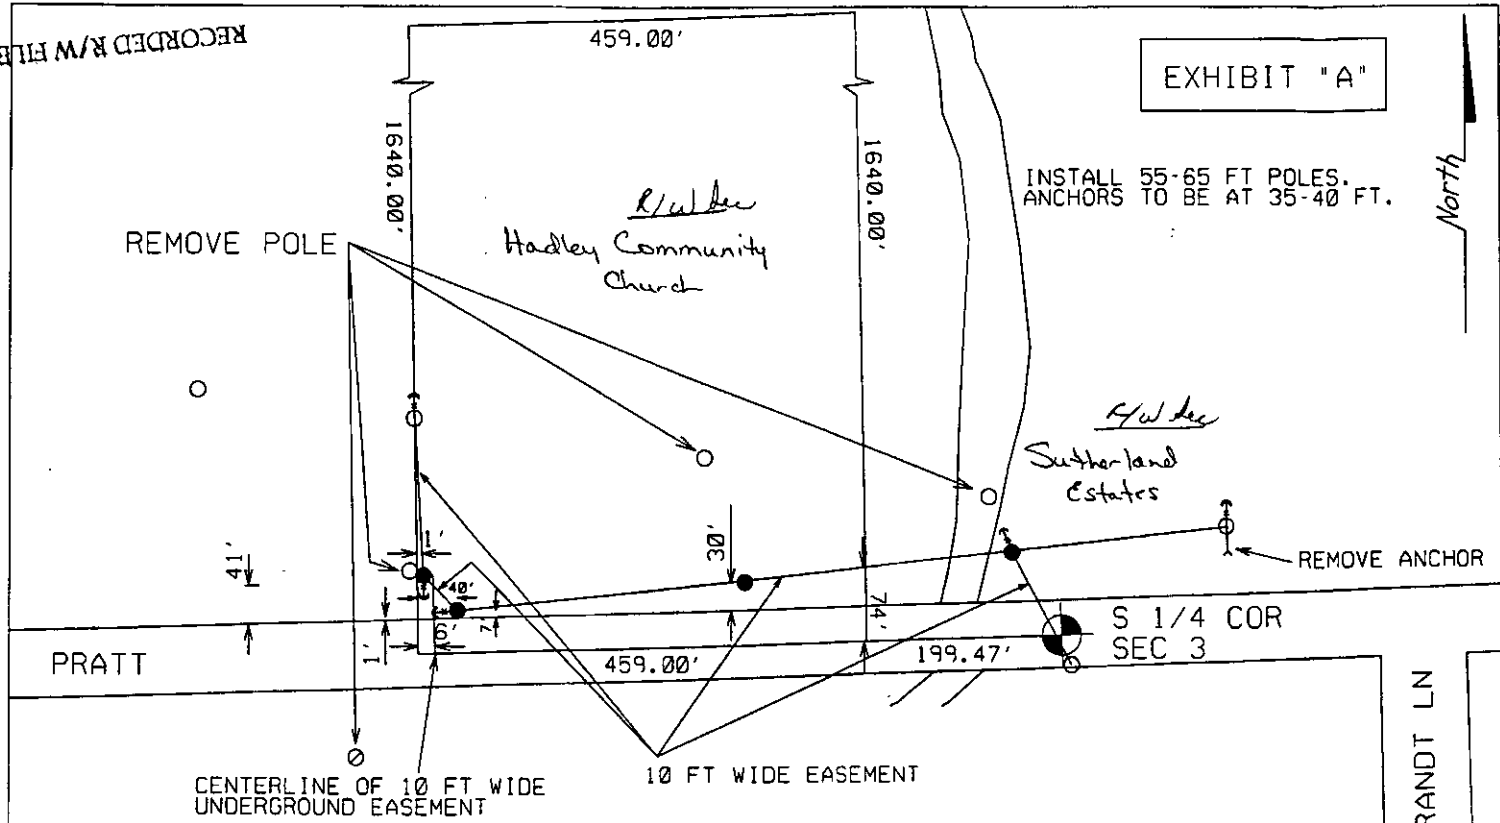 RECORDED R/W FILE
459.00'
EXHIBIT "A"
North
INSTALL 55-65 FT POLES.
ANCHORS TO BE AT 35-40 FT.
1640.00'
1640.00'
R/W Sec
Hadley Community
Church
REMOVE POLE
R/W Sec
Sutherland
Estates
1'
41'
30'
40'
REMOVE ANCHOR
74'
6'
7'
1'
S 1/4 COR
SEC 3
PRATT
459.00'
199.47'
RANDT LN
10 FT WIDE EASEMENT
CENTERLINE OF 10 FT WIDE
UNDERGROUND EASEMENT